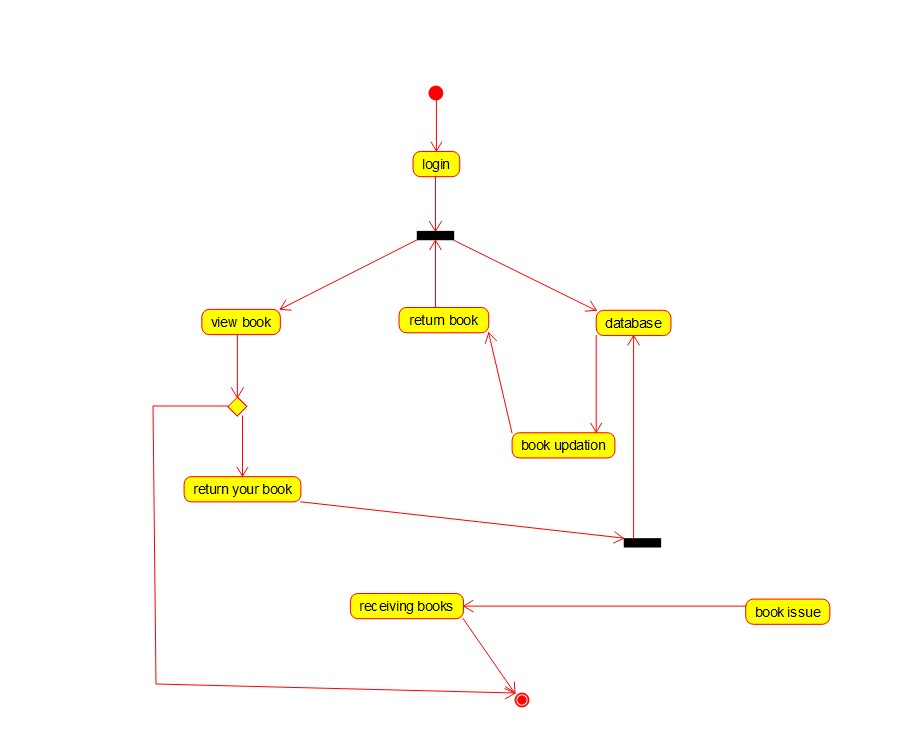 login
view book
return book
database
book updation
return your book
receiving books
book issue